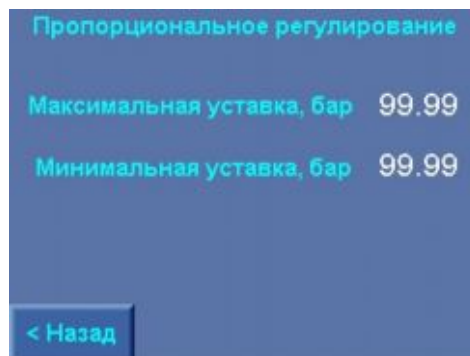 Пропорциональное регулирование
Максимальная уставка, бар 99.99
Минимальная уставка, бар 99.99
< Назад